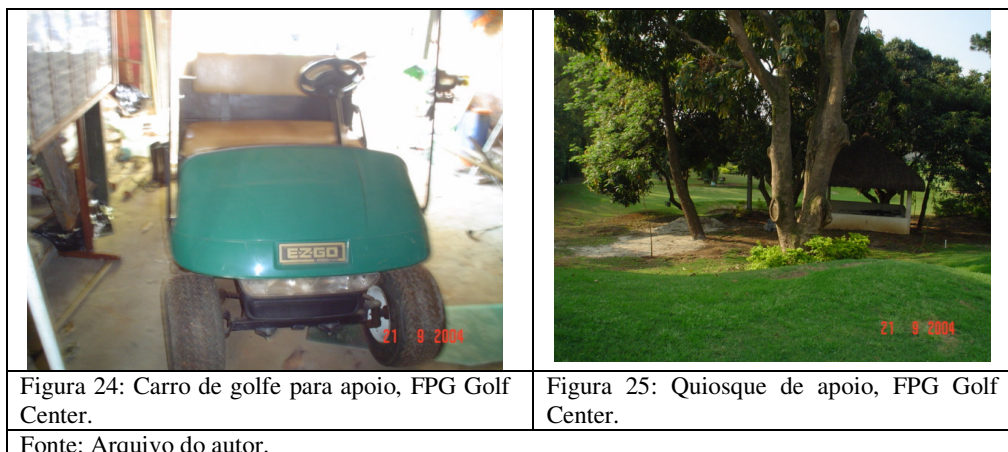 EZGO
21 9 2004
21 9 2004
Figura 24: Carro de golfe para apoio, FPG Golf
Center.
Figura 25: Quiosque de apoio, FPG Golf
Center.
Fonte: Arquivo do autor.